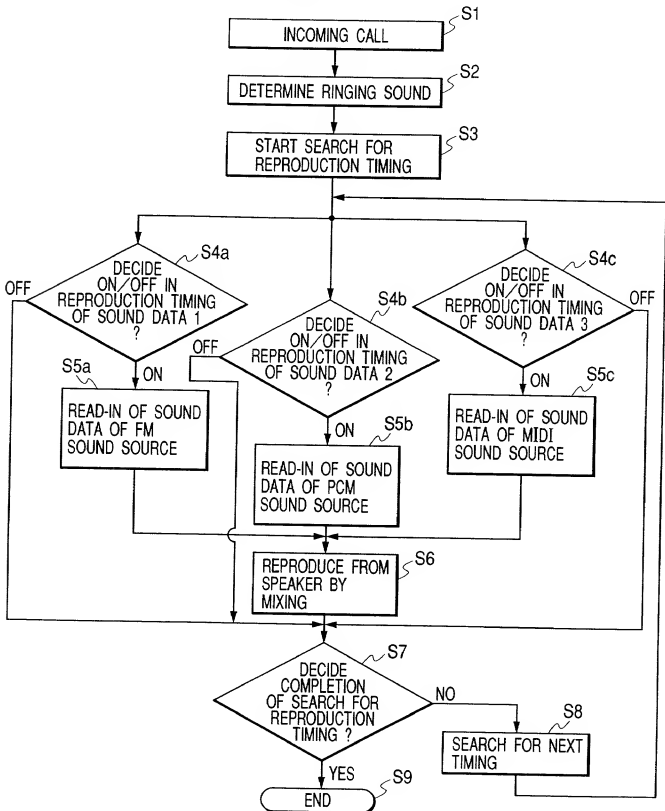 S1
INCOMING CALL
S2
DETERMINE RINGING SOUND
S3
START SEARCH FOR
REPRODUCTION TIMING
S4a
DECIDE
ON/OFF IN
REPRODUCTION TIMING
OF SOUND DATA 1
?
OFF
ON
S4b
DECIDE
ON/OFF IN
REPRODUCTION TIMING
OF SOUND DATA 2
?
OFF
ON
S4c
DECIDE
ON/OFF IN
REPRODUCTION TIMING
OF SOUND DATA 3
?
OFF
ON
S5a
READ-IN OF SOUND
DATA OF FM
SOUND SOURCE
S5b
READ-IN OF SOUND
DATA OF PCM
SOUND SOURCE
S5c
READ-IN OF SOUND
DATA OF MIDI
SOUND SOURCE
S6
REPRODUCE FROM
SPEAKER BY
MIXING
S7
DECIDE
COMPLETION
OF SEARCH FOR
REPRODUCTION
TIMING ?
NO
YES
S8
SEARCH FOR NEXT
TIMING
S9
END